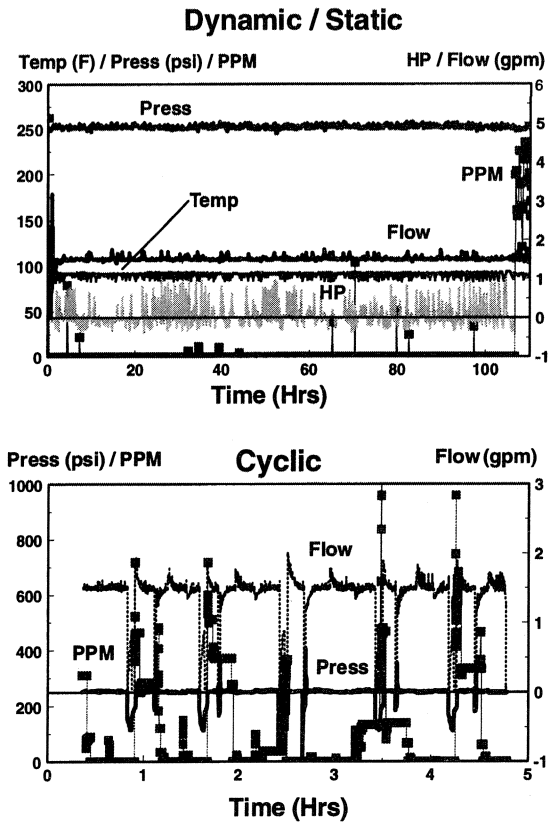 Dynamic / Static
Temp (F) / Press (psi) / PPM
HP / Flow (gpm)
300
250
200
150
100
50
0
6
5
4
3
2
1
0
-1
Press
PPM
Temp
Flow
HP
0
20
40
60
80
100
Time (Hrs)
Press (psi) / PPM
Cyclic
Flow (gpm)
1000
800
600
400
200
0
3
2
1
0
-1
Flow
PPM
Press
0
1
2
3
4
5
Time (Hrs)